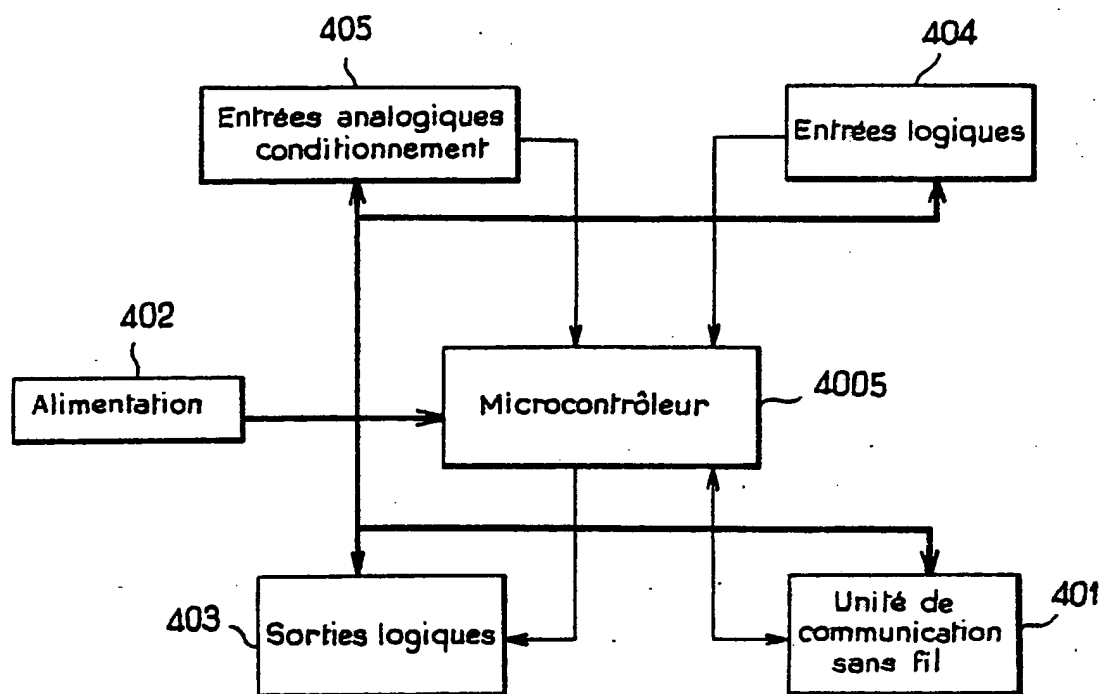 405
404
Entrées analogiques
conditionnement
Entrées logiques
402
Alimentation
Microcontrôleur
4005
403
Sorties logiques
Unité de
communication
sans fil
401